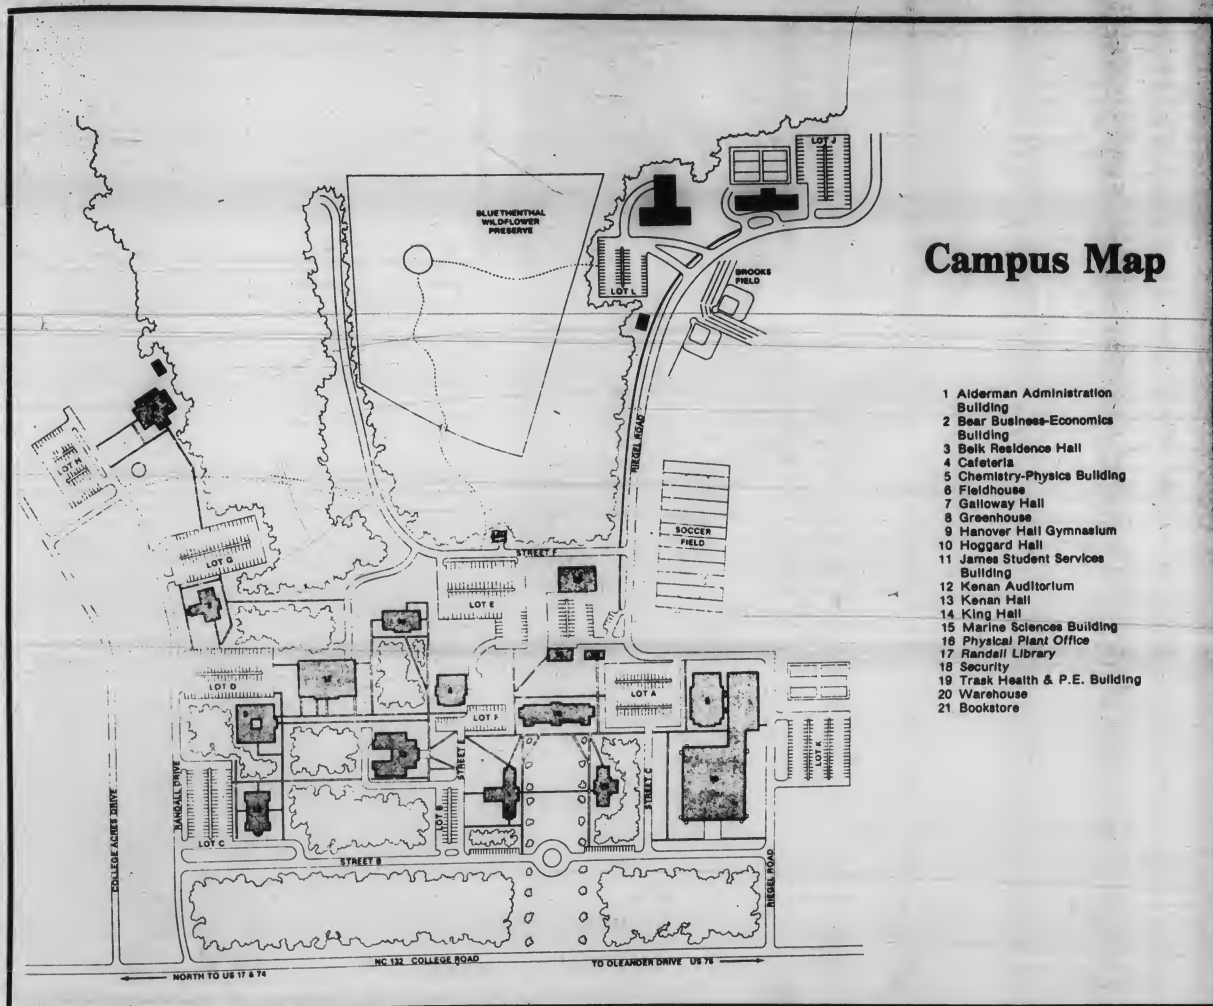 Campus Map
LOT J
BLUETHENTHAL
WILDFLOWER
PRESERVE
BROOKS
FIELD
LOT L
RIEGEL ROAD
LOT H
SOCCER
FIELD
STREET F
LOT G
LOT E
LOT D
LOT A
LOT F
LOT K
RANDALL DRIVE
COLLEGE ACRES DRIVE
STREET C
LOT B
LOT C
STREET B
RIEGEL ROAD
NC 132 COLLEGE ROAD
NORTH TO US 17 & 74
TO OLEANDER DRIVE US 76
1 Alderman Administration
Building
2 Bear Business-Economics
Building
3 Belk Residence Hall
4 Cafeteria
5 Chemistry-Physics Building
6 Fieldhouse
7 Galloway Hall
8 Greenhouse
9 Hanover Hall Gymnasium
10 Hoggard Hall
11 James Student Services
Building
12 Kenan Auditorium
13 Kenan Hall
14 King Hall
15 Marine Sciences Building
16 Physical Plant Office
17 Randall Library
18 Security
19 Trask Health & P.E. Building
20 Warehouse
21 Bookstore